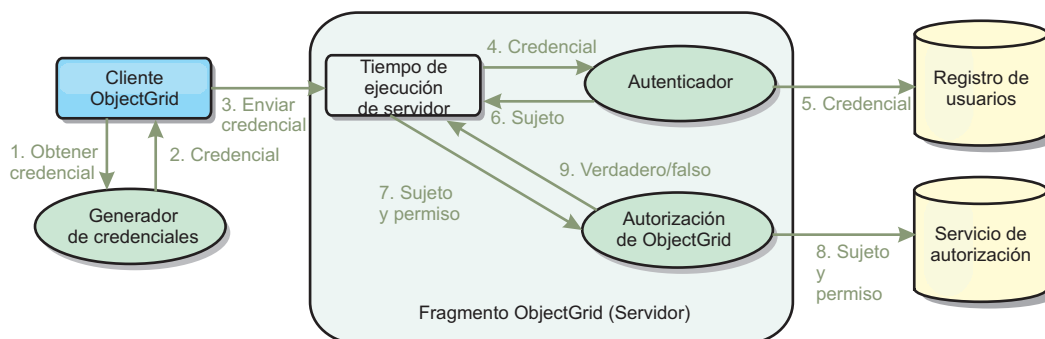 Cliente
ObjectGrid
1. Obtener
credencial
2. Credencial
Generador
de credenciales
3. Enviar
credencial
Tiempo de
ejecución
de servidor
4. Credencial
Autenticador
6. Sujeto
5. Credencial
Registro de
usuarios
7. Sujeto
y permiso
9. Verdadero/falso
Autorización
de ObjectGrid
8. Sujeto
y
permiso
Servicio de
autorización
Fragmento ObjectGrid (Servidor)